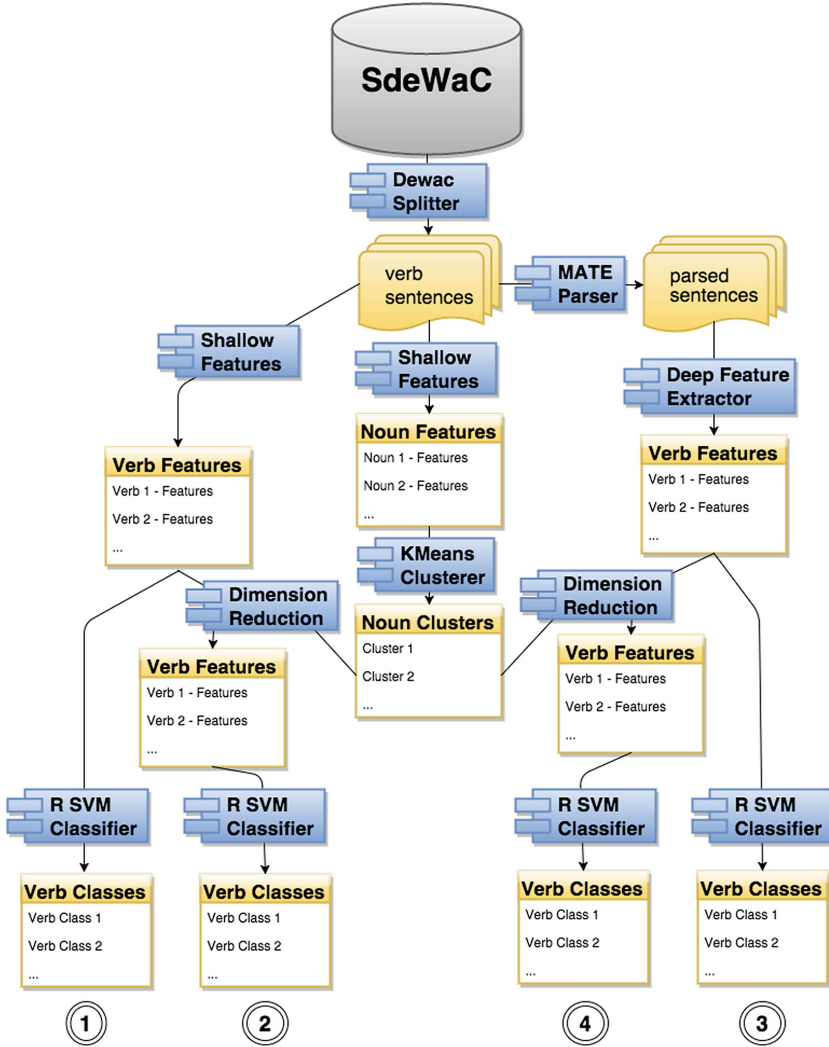 SdeWaC
Dewac
Splitter
verb
sentences
MATE
Parser
parsed
sentences
Shallow
Features
Shallow
Features
Deep Feature
Extractor
Verb Features
Verb 1 - Features
Verb 2 - Features
...
Noun Features
Noun 1 - Features
Noun 2 - Features
...
Verb Features
Verb 1 - Features
Verb 2 - Features
...
KMeans
Clusterer
Dimension
Reduction
Dimension
Reduction
Noun Clusters
Cluster 1
Cluster 2
...
Verb Features
Verb 1 - Features
Verb 2 - Features
...
Verb Features
Verb 1 - Features
Verb 2 - Features
...
R SVM
Classifier
R SVM
Classifier
R SVM
Classifier
R SVM
Classifier
Verb Classes
Verb Class 1
Verb Class 2
...
Verb Classes
Verb Class 1
Verb Class 2
...
Verb Classes
Verb Class 1
Verb Class 2
...
Verb Classes
Verb Class 1
Verb Class 2
...
1
2
4
3